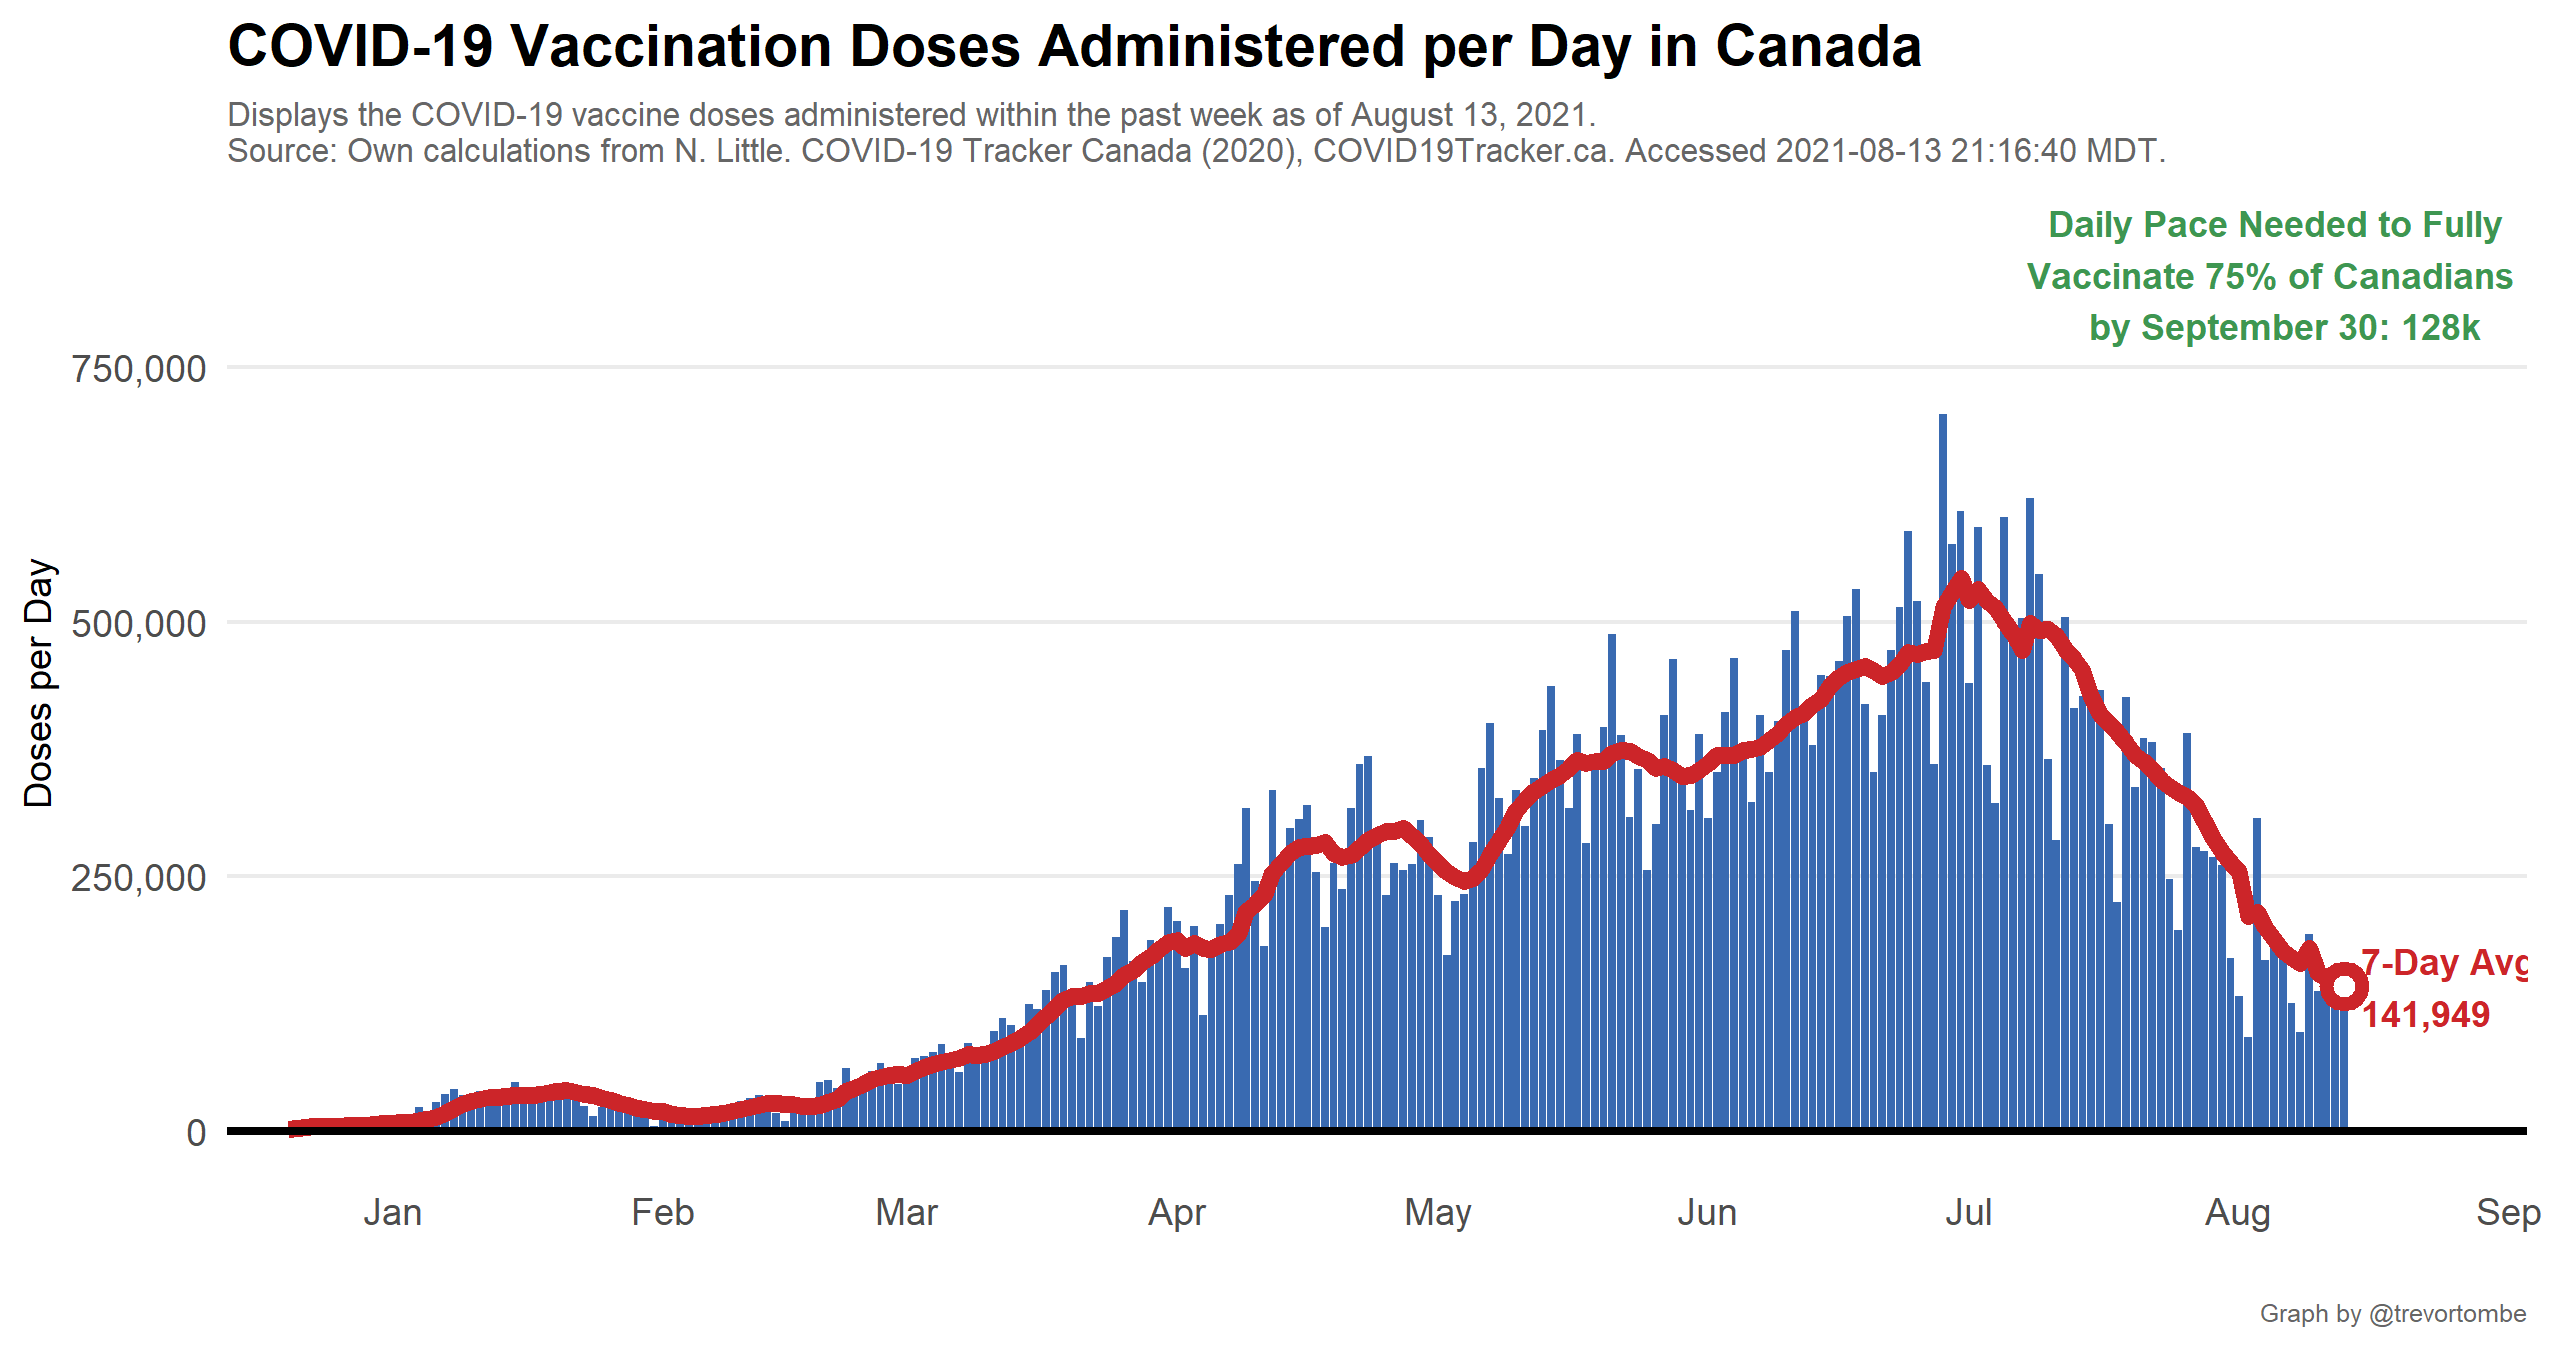 COVID-19 Vaccination Doses Administered per Day in Canada
Displays the COVID-19 vaccine doses administered within the past week as of August 13, 2021.
Source: Own calculations from N. Little. COVID-19 Tracker Canada (2020), COVID19Tracker.ca. Accessed 2021-08-13 21:16:40 MDT.
Daily Pace Needed to Fully
Vaccinate 75% of Canadians
by September 30: 128k
750,000
500,000
250,000
0
Doses per Day
7-Day Avg
141,949
Jan Feb Mar Apr May Jun Jul Aug Sep
Graph by @trevortombe